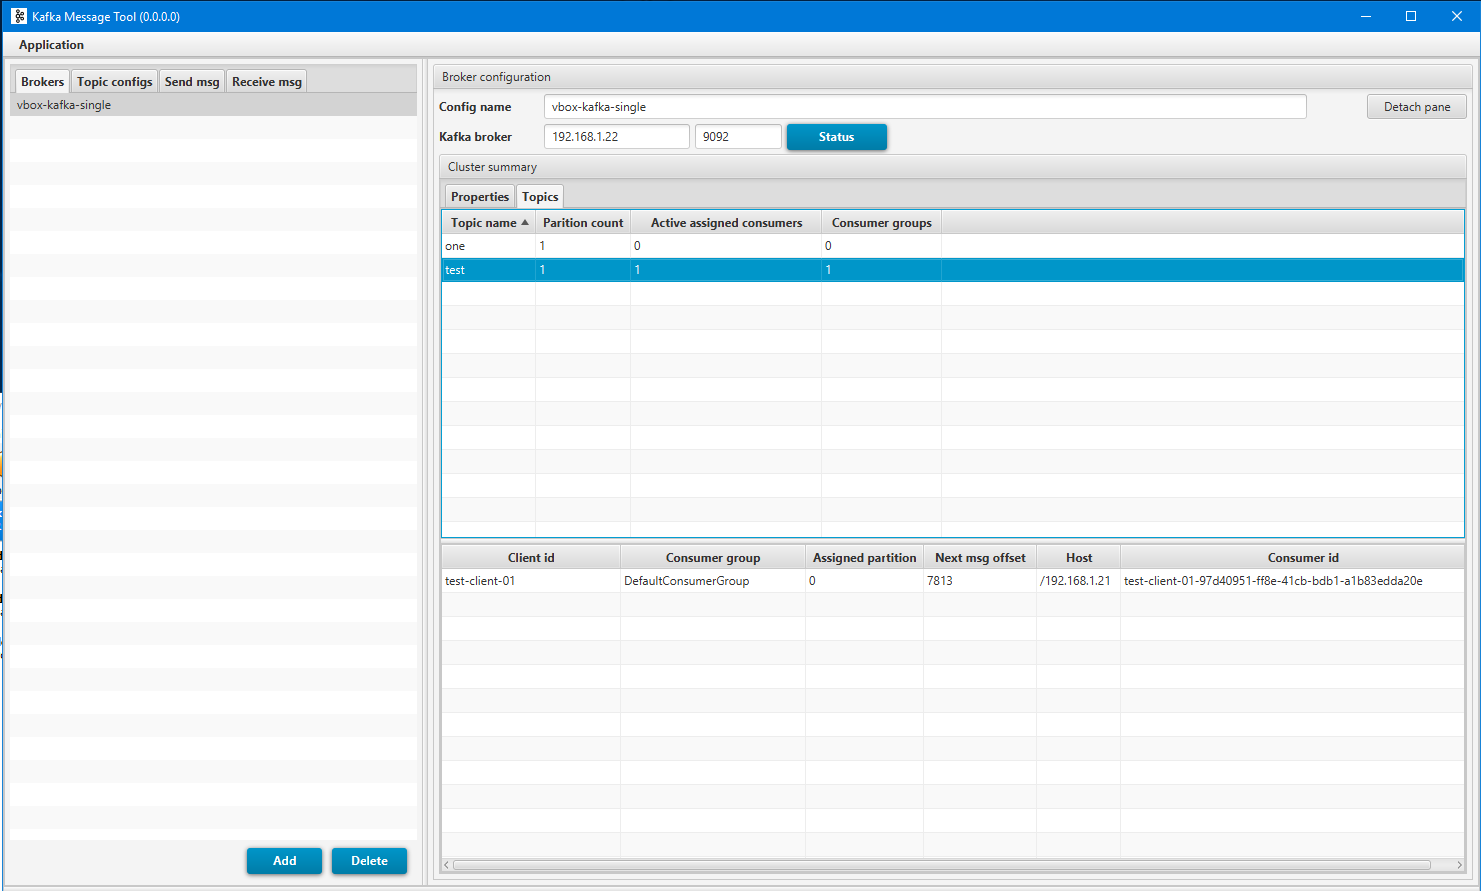 Kafka Message Tool (0.0.0.0)
Application
Brokers Topic configs Send msg Receive msg
vbox-kafka-single
Add Delete
Broker configuration
Config name vbox-kafka-single Detach pane
Kafka broker 192.168.1.22 9092 Status
Cluster summary
Properties Topics
Topic name Parition count Active assigned consumers Consumer groups
one 1 0 0
test 1 1 1
Client id Consumer group Assigned partition Next msg offset Host Consumer id
test-client-01 DefaultConsumerGroup 0 7813 /192.168.1.21 test-client-01-97d40951-ff8e-41cb-bdb1-a1b83edda20e